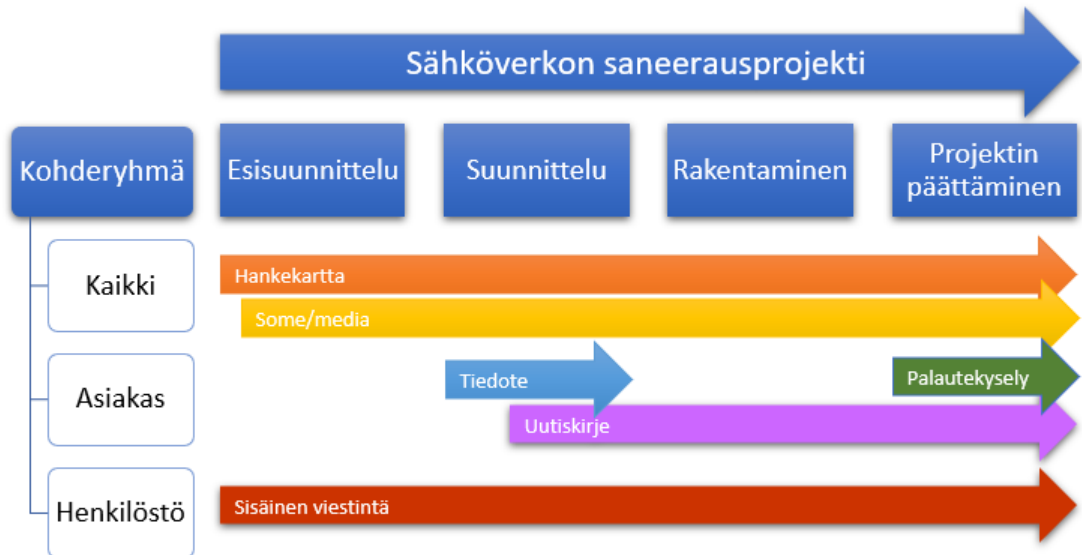 Sähköverkon saneerausprojekti
Kohderyhmä
Esisuunnittelu
Suunnittelu
Rakentaminen
Projektin
päättäminen
Kaikki
Hankekartta
Some/media
Asiakas
Tiedote
Palautekysely
Uutiskirje
Henkilöstö
Sisäinen viestintä